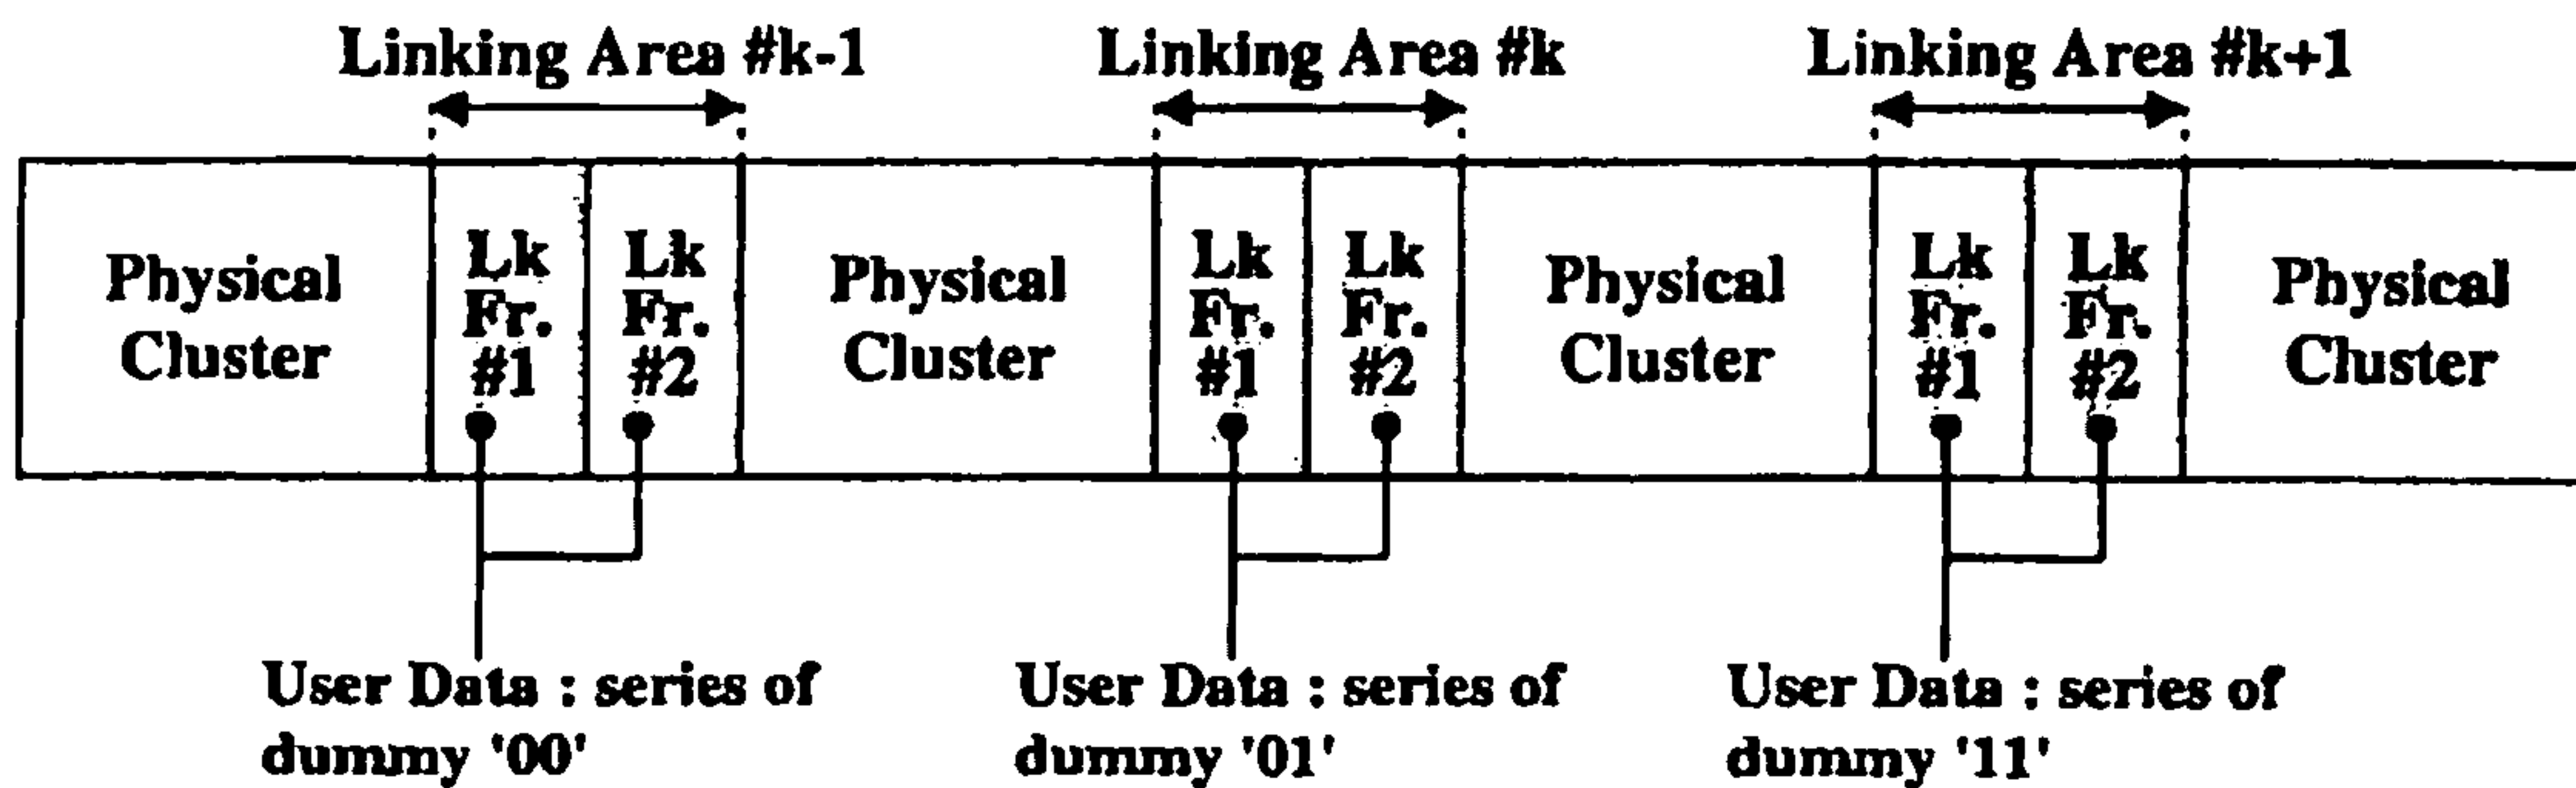 Linking Area #k-1
Linking Area #k
Linking Area #k+1
Physical
Cluster
Lk
Fr.
#1
Lk
Fr.
#2
Physical
Cluster
Lk
Fr.
#1
Lk
Fr.
#2
Physical
Cluster
Lk
Fr.
#1
Lk
Fr.
#2
Physical
Cluster
User Data : series of
dummy '00'
User Data : series of
dummy '01'
User Data : series of
dummy '11'